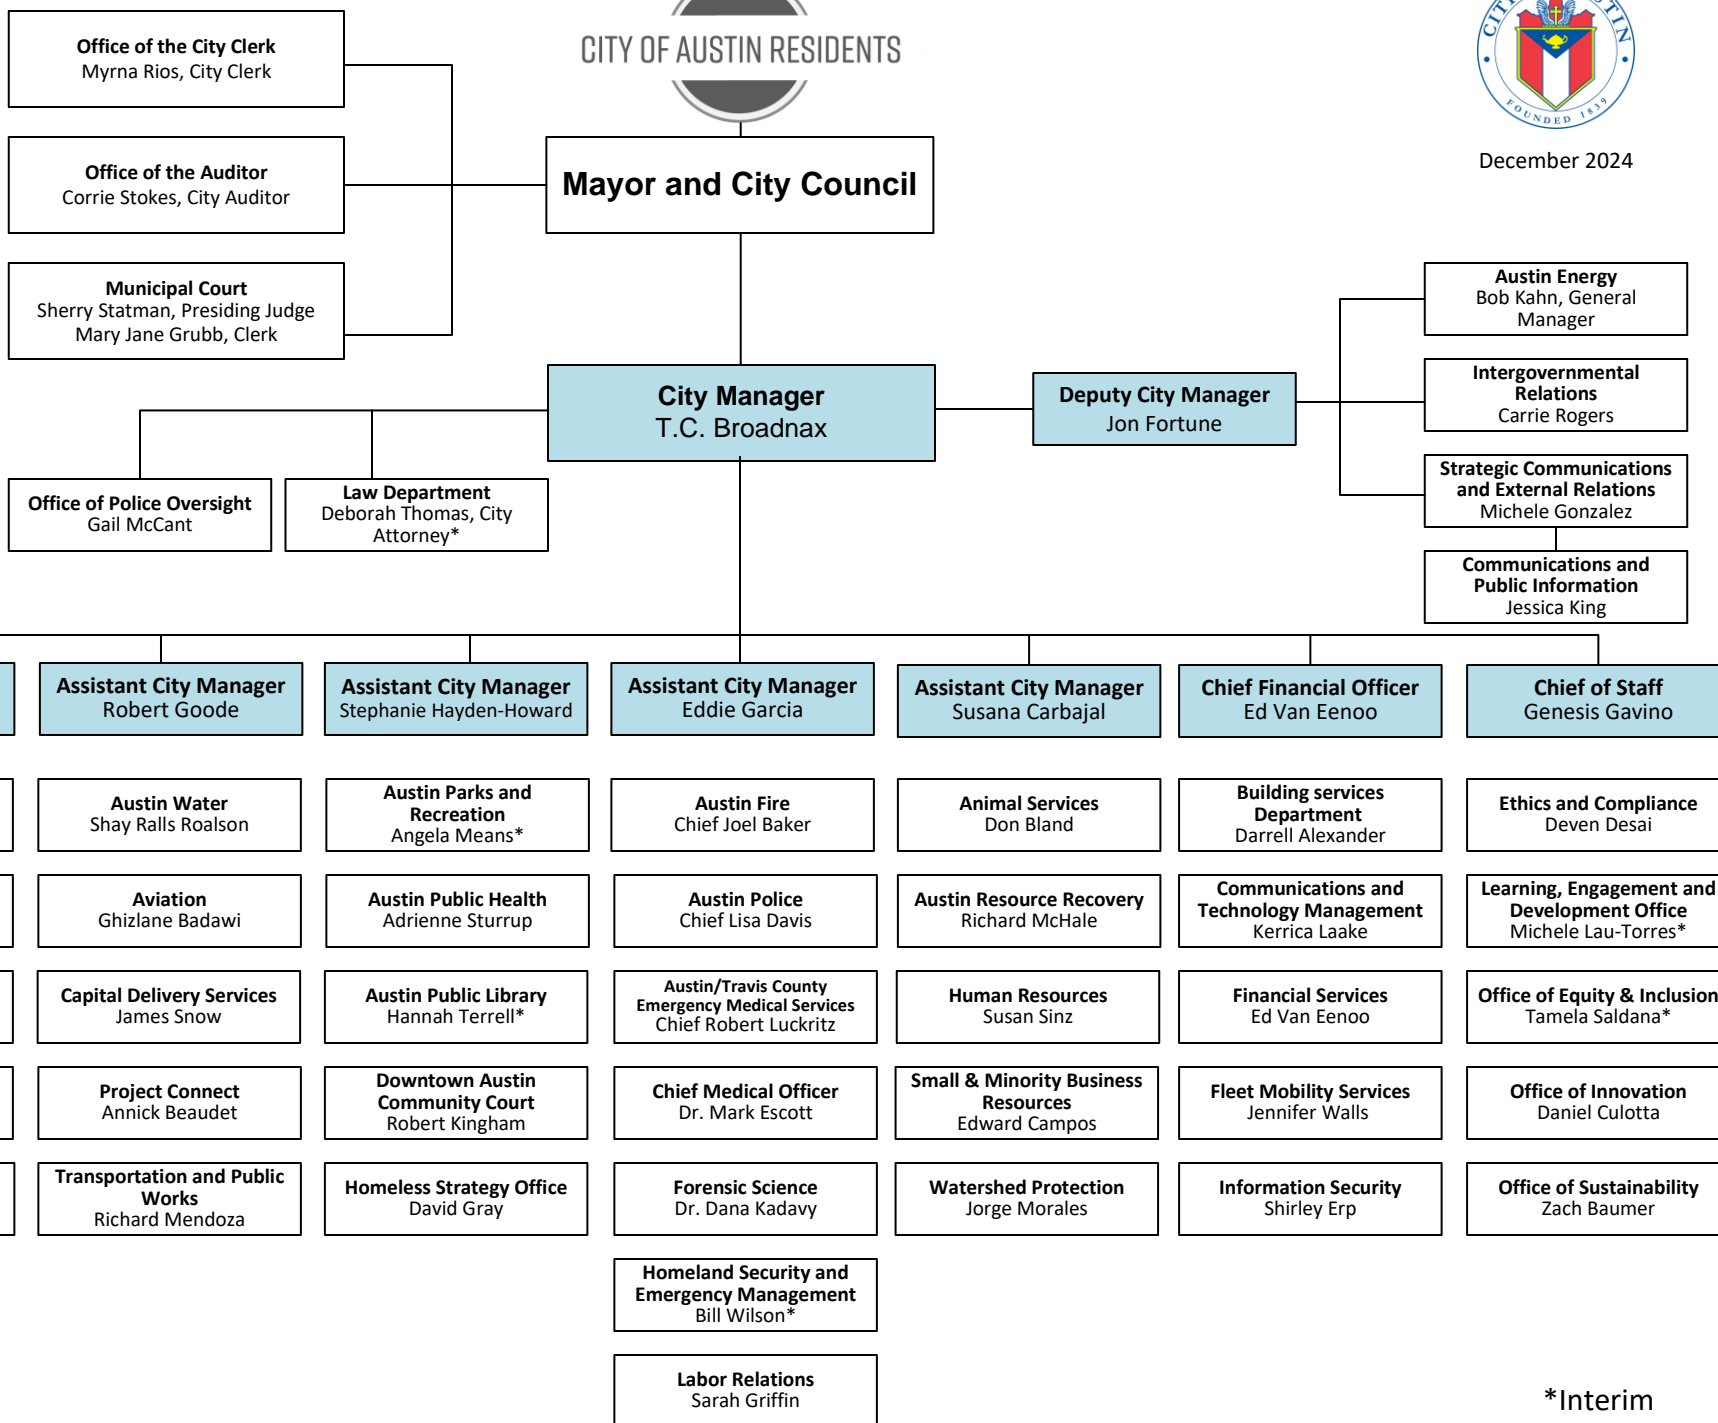 CITY OF AUSTIN RESIDENTS
FOUNDED 1839
December 2024
Office of the City Clerk
Myrna Rios, City Clerk
Office of the Auditor
Corrie Stokes, City Auditor
Municipal Court
Sherry Statman, Presiding Judge
Mary Jane Grubb, Clerk
Mayor and City Council
City Manager
T.C. Broadnax
Deputy City Manager
Jon Fortune
Austin Energy
Bob Kahn, General
Manager
Intergovernmental
Relations
Carrie Rogers
Strategic Communications
and External Relations
Michele Gonzalez
Communications and
Public Information
Jessica King
Office of Police Oversight
Gail McCant
Law Department
Deborah Thomas, City
Attorney*
Assistant City Manager
Robert Goode
Austin Water
Shay Ralls Roalson
Aviation
Ghizlane Badawi
Capital Delivery Services
James Snow
Project Connect
Annick Beaudet
Transportation and Public
Works
Richard Mendoza
Assistant City Manager
Stephanie Hayden-Howard
Austin Parks and
Recreation
Angela Means*
Austin Public Health
Adrienne Sturrup
Austin Public Library
Hannah Terrell*
Downtown Austin
Community Court
Robert Kingham
Homeless Strategy Office
David Gray
Assistant City Manager
Eddie Garcia
Austin Fire
Chief Joel Baker
Austin Police
Chief Lisa Davis
Austin/Travis County
Emergency Medical Services
Chief Robert Luckritz
Chief Medical Officer
Dr. Mark Escott
Forensic Science
Dr. Dana Kadavy
Homeland Security and
Emergency Management
Bill Wilson*
Labor Relations
Sarah Griffin
Assistant City Manager
Susana Carbajal
Animal Services
Don Bland
Austin Resource Recovery
Richard McHale
Human Resources
Susan Sinz
Small & Minority Business
Resources
Edward Campos
Watershed Protection
Jorge Morales
Chief Financial Officer
Ed Van Eenoo
Building services
Department
Darrell Alexander
Communications and
Technology Management
Kerrica Laake
Financial Services
Ed Van Eenoo
Fleet Mobility Services
Jennifer Walls
Information Security
Shirley Erp
Chief of Staff
Genesis Gavino
Ethics and Compliance
Deven Desai
Learning, Engagement and
Development Office
Michele Lau-Torres*
Office of Equity & Inclusion
Tamela Saldana*
Office of Innovation
Daniel Culotta
Office of Sustainability
Zach Baumer
*Interim